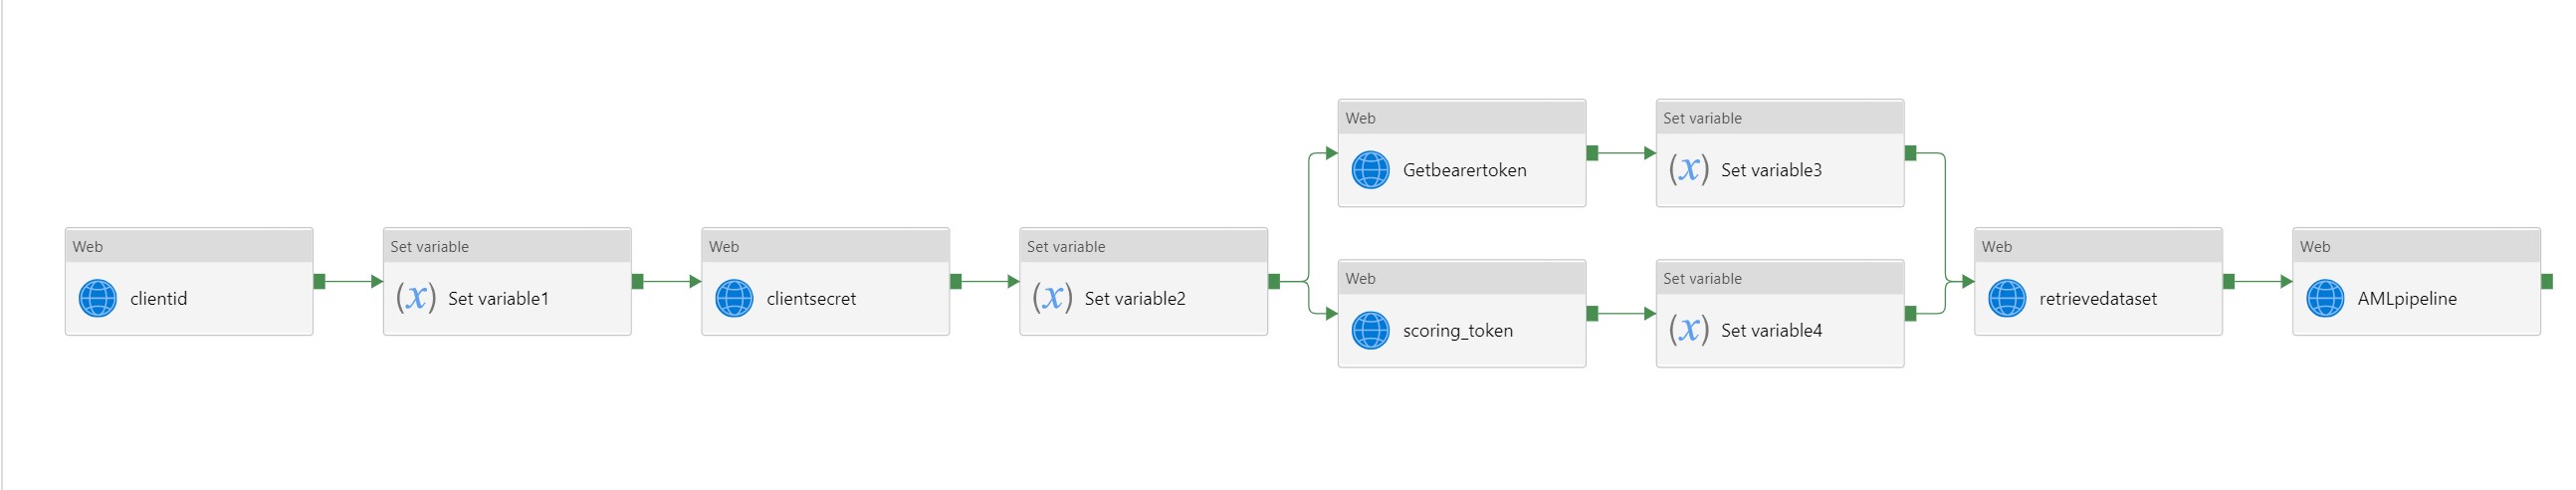 Web
clientid
Set variable
(x) Set variable1
Web
clientsecret
Set variable
(x) Set variable2
Web
Getbearertoken
Set variable
(x) Set variable3
Web
scoring_token
Set variable
(x) Set variable4
Web
retrievedataset
Web
AMLpipeline